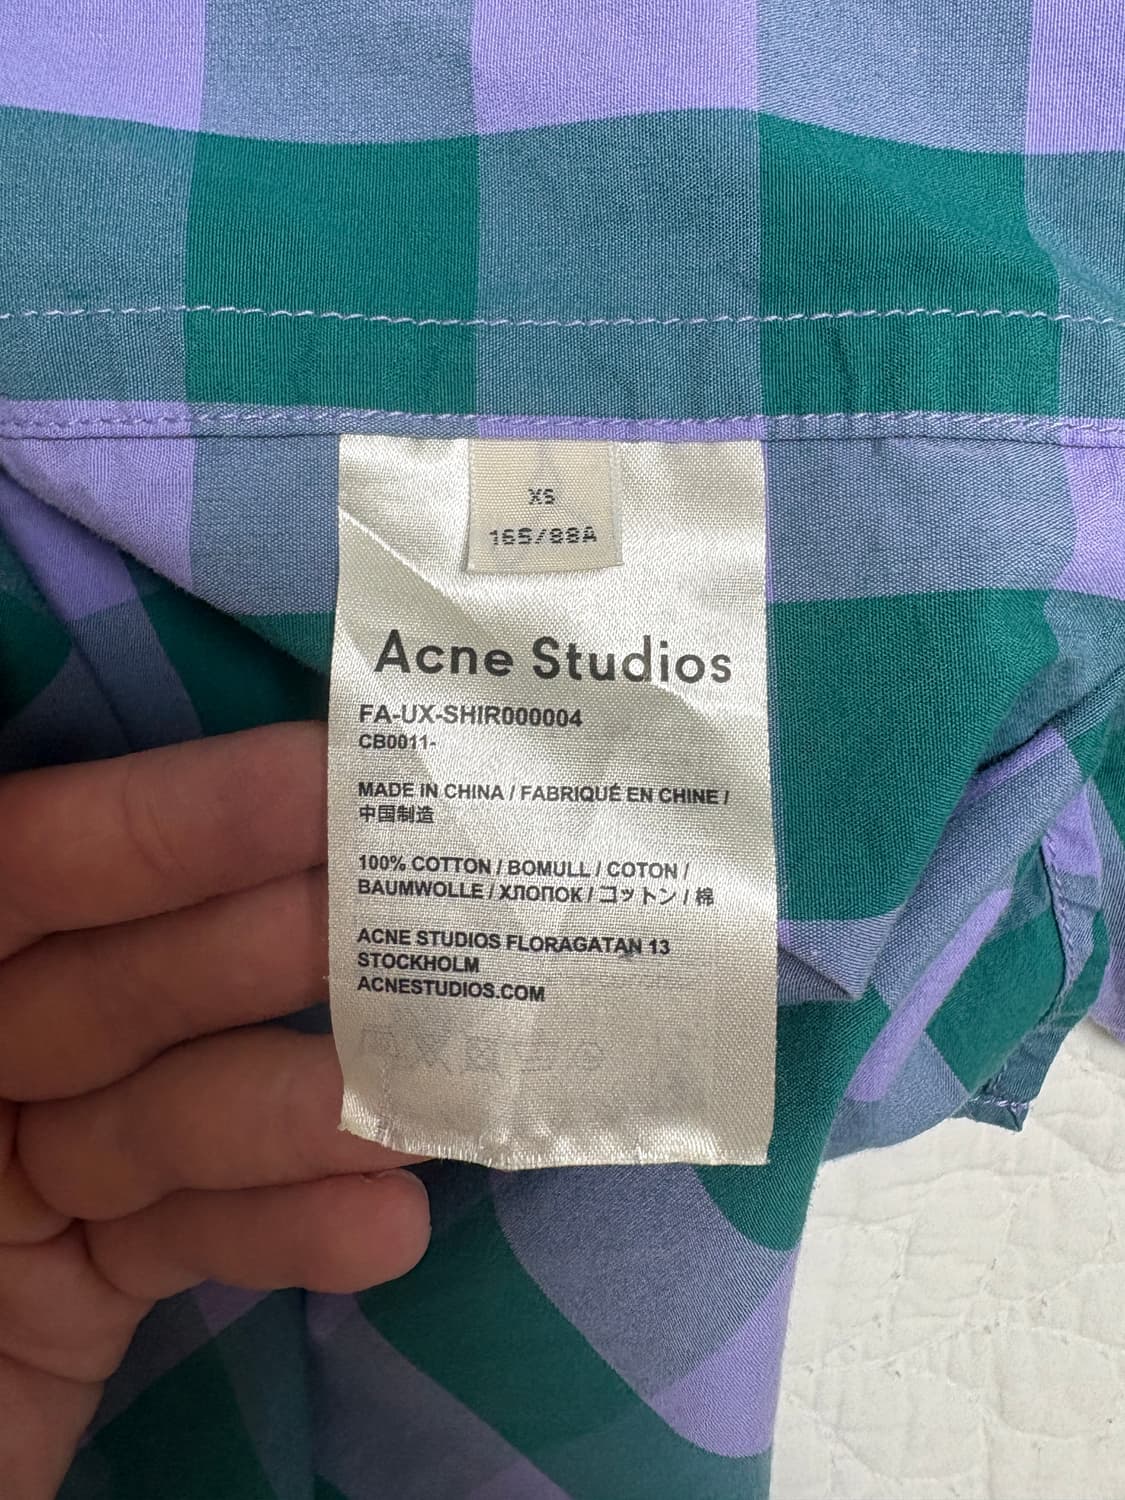 XS
165/88A
Acne Studios
FA-UX-SHIR000004
CB0011-
MADE IN CHINA / FABRIQUÉ EN CHINE /
中国制造
100% COTTON / BOMULL / COTON /
BAUMWOLLE / ХЛОПОК / コットン / 棉
ACNE STUDIOS FLORAGATAN 13
STOCKHOLM
ACNESTUDIOS.COM